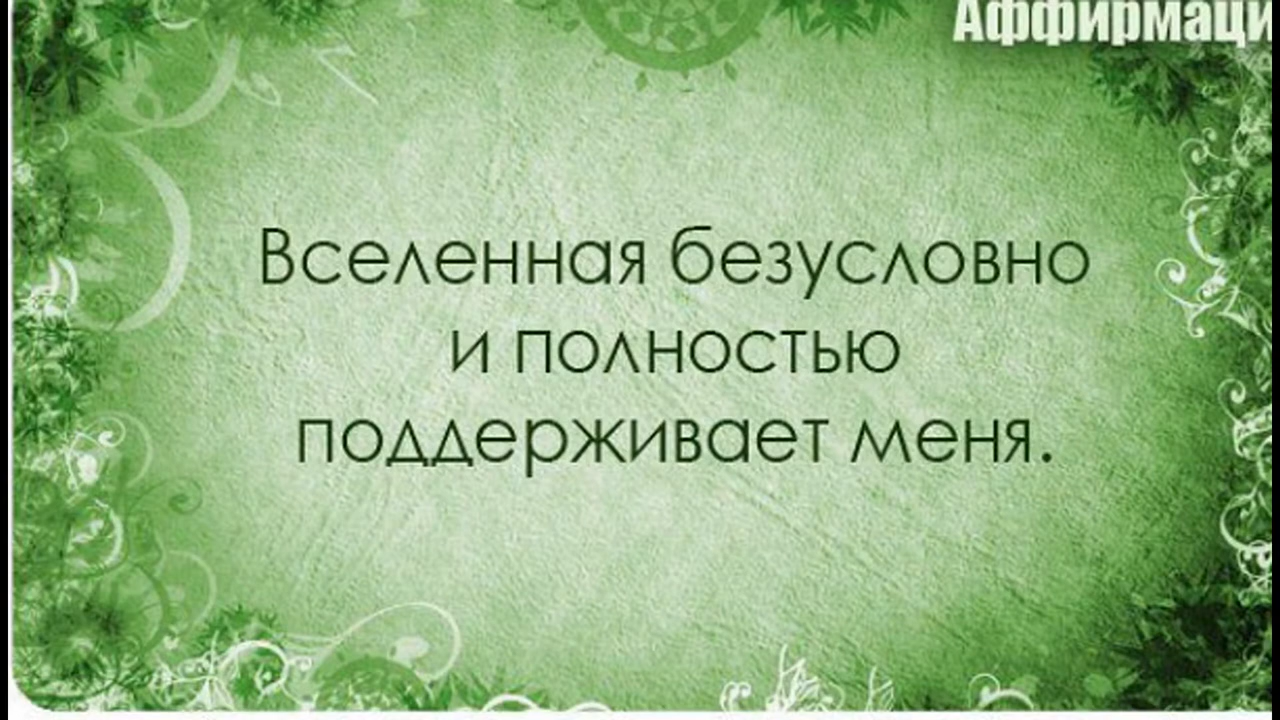 Аффирмаци
Вселенная безусловно
и полностью
поддерживает меня.